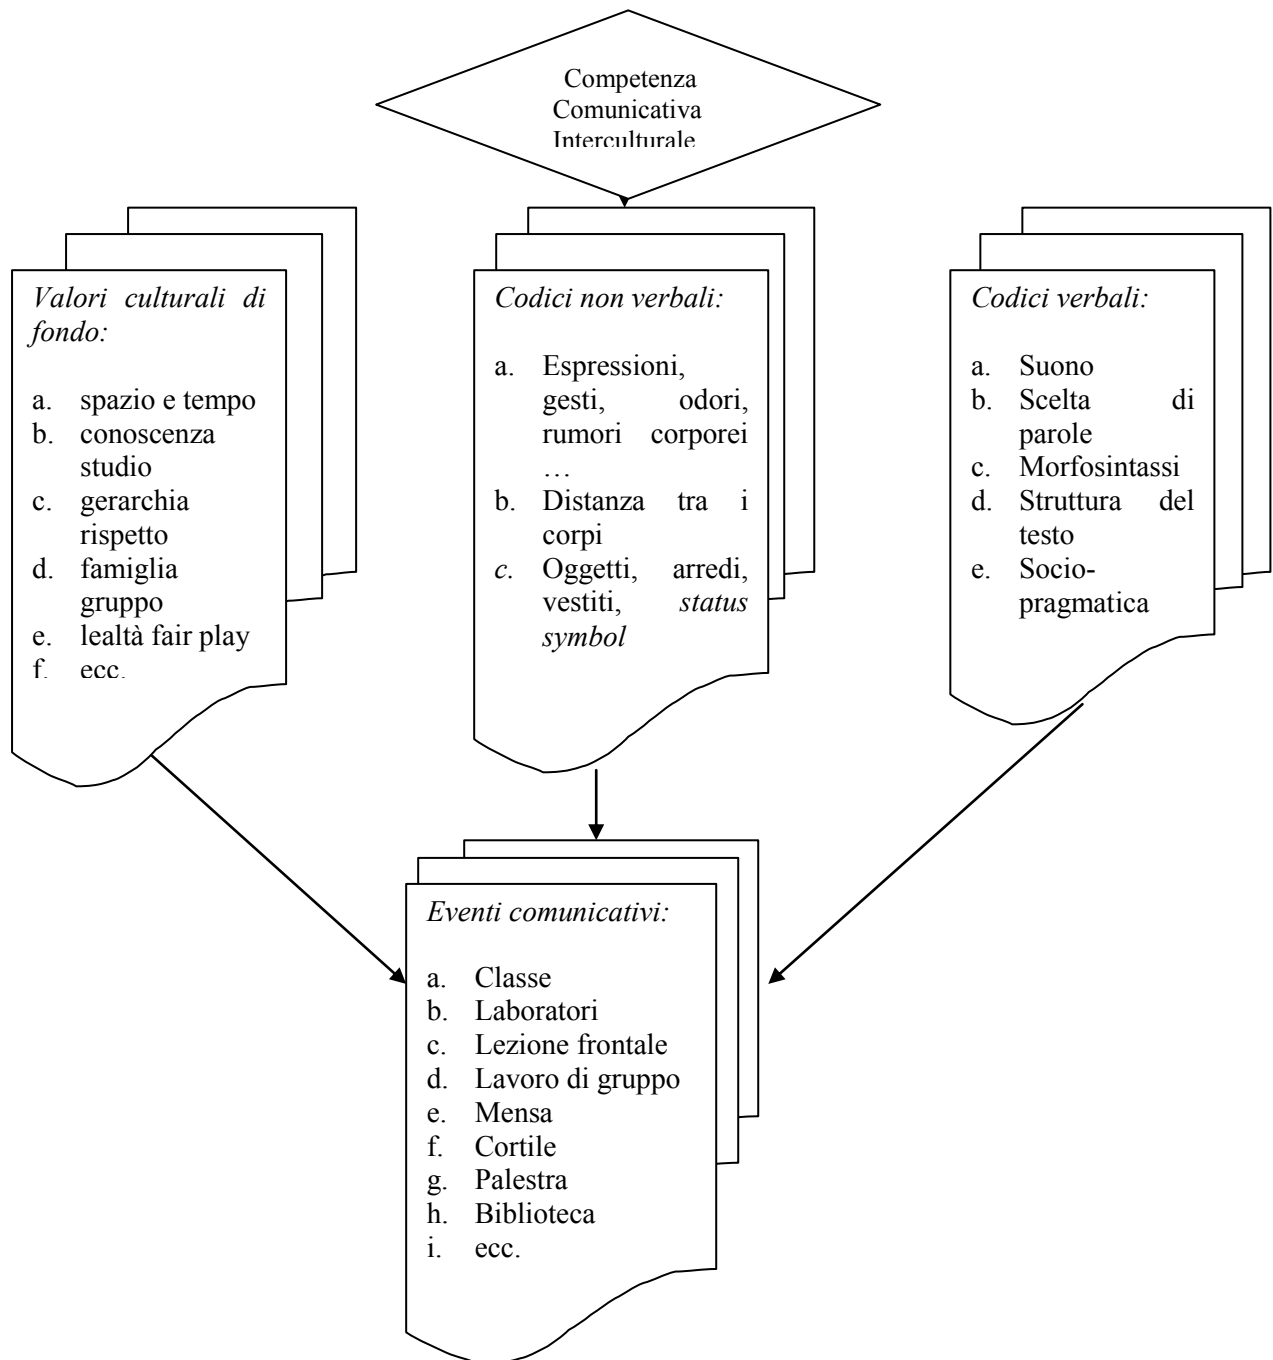 Competenza
Comunicativa
Interculturale
Valori culturali di
fondo:
a. spazio e tempo
b. conoscenza
studio
c. gerarchia
rispetto
d. famiglia
gruppo
e. lealtà fair play
f. ecc.
Codici non verbali:
a. Espressioni,
gesti, odori,
rumori corporei
…
b. Distanza tra i
corpi
c. Oggetti, arredi,
vestiti, status
symbol
Codici verbali:
a. Suono
b. Scelta di
parole
c. Morfosintassi
d. Struttura del
testo
e. Socio-
pragmatica
Eventi comunicativi:
a. Classe
b. Laboratori
c. Lezione frontale
d. Lavoro di gruppo
e. Mensa
f. Cortile
g. Palestra
h. Biblioteca
i. ecc.